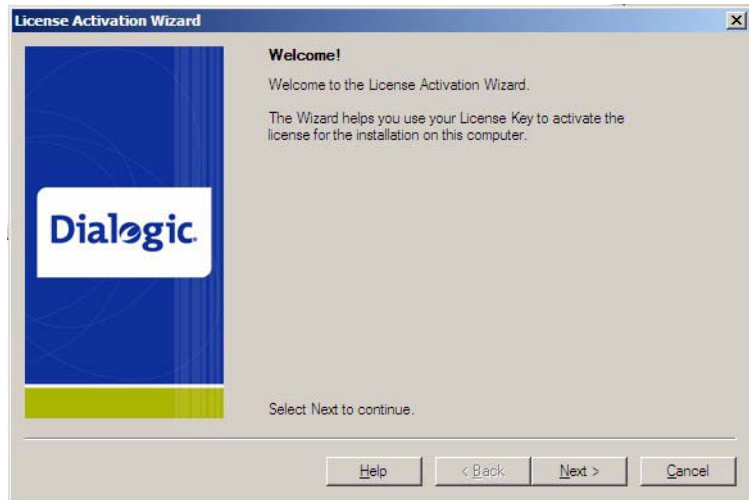 License Activation Wizard
Welcome!
Welcome to the License Activation Wizard.
The Wizard helps you use your License Key to activate the
license for the installation on this computer.
Dialogic.
Select Next to continue.
Help
< Back
Next >
Cancel